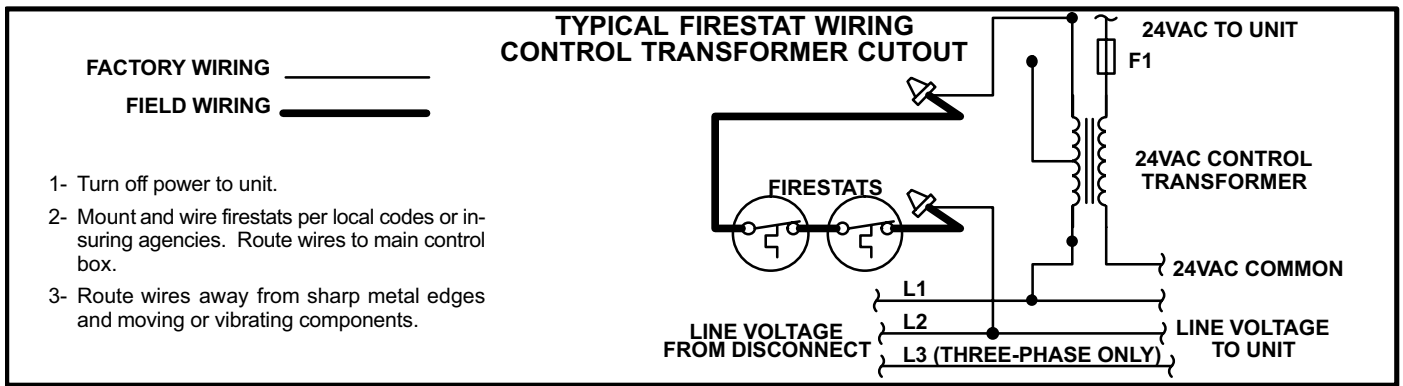 TYPICAL FIRESTAT WIRING
CONTROL TRANSFORMER CUTOUT
FACTORY WIRING
FIELD WIRING
1- Turn off power to unit.
2- Mount and wire firestats per local codes or in-
suring agencies. Route wires to main control
box.
3- Route wires away from sharp metal edges
and moving or vibrating components.
24VAC TO UNIT
F1
24VAC CONTROL
TRANSFORMER
FIRESTATS
24VAC COMMON
L1
L2
L3 (THREE-PHASE ONLY)
LINE VOLTAGE
FROM DISCONNECT
LINE VOLTAGE
TO UNIT